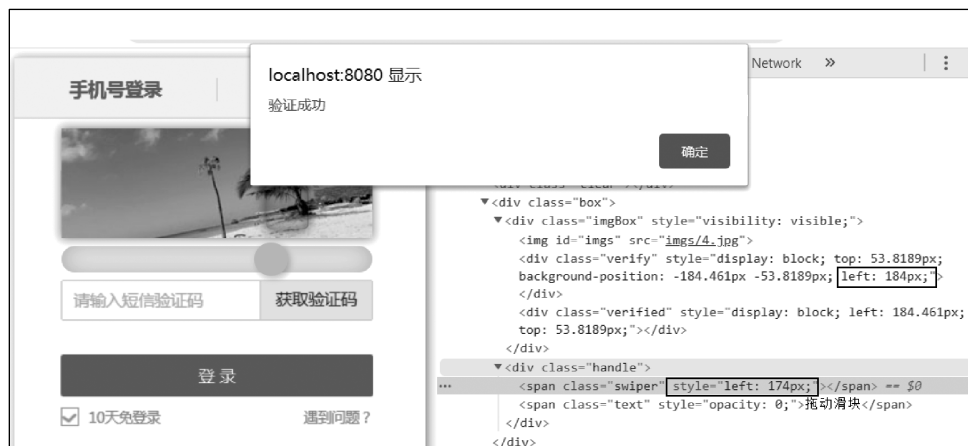 localhost:8080 显示
验证成功
确定
手机号登录
请输入短信验证码
获取验证码
登录
10天免登录
遇到问题？
Network »
▼<div class="box">
▼<div class="imgBox" style="visibility: visible;">
<img id="imgs" src="imgs/4.jpg">
<div class="verify" style="display: block; top: 53.8189px;
background-position: -184.461px -53.8189px; left: 184px;">
</div>
<div class="verified" style="display: block; left: 184.461px;
top: 53.8189px;"></div>
</div>
▼<div class="handle">
… <span class="swiper" style="left: 174px;"></span> == $0
<span class="text" style="opacity: 0;">拖动滑块</span>
</div>
</div>